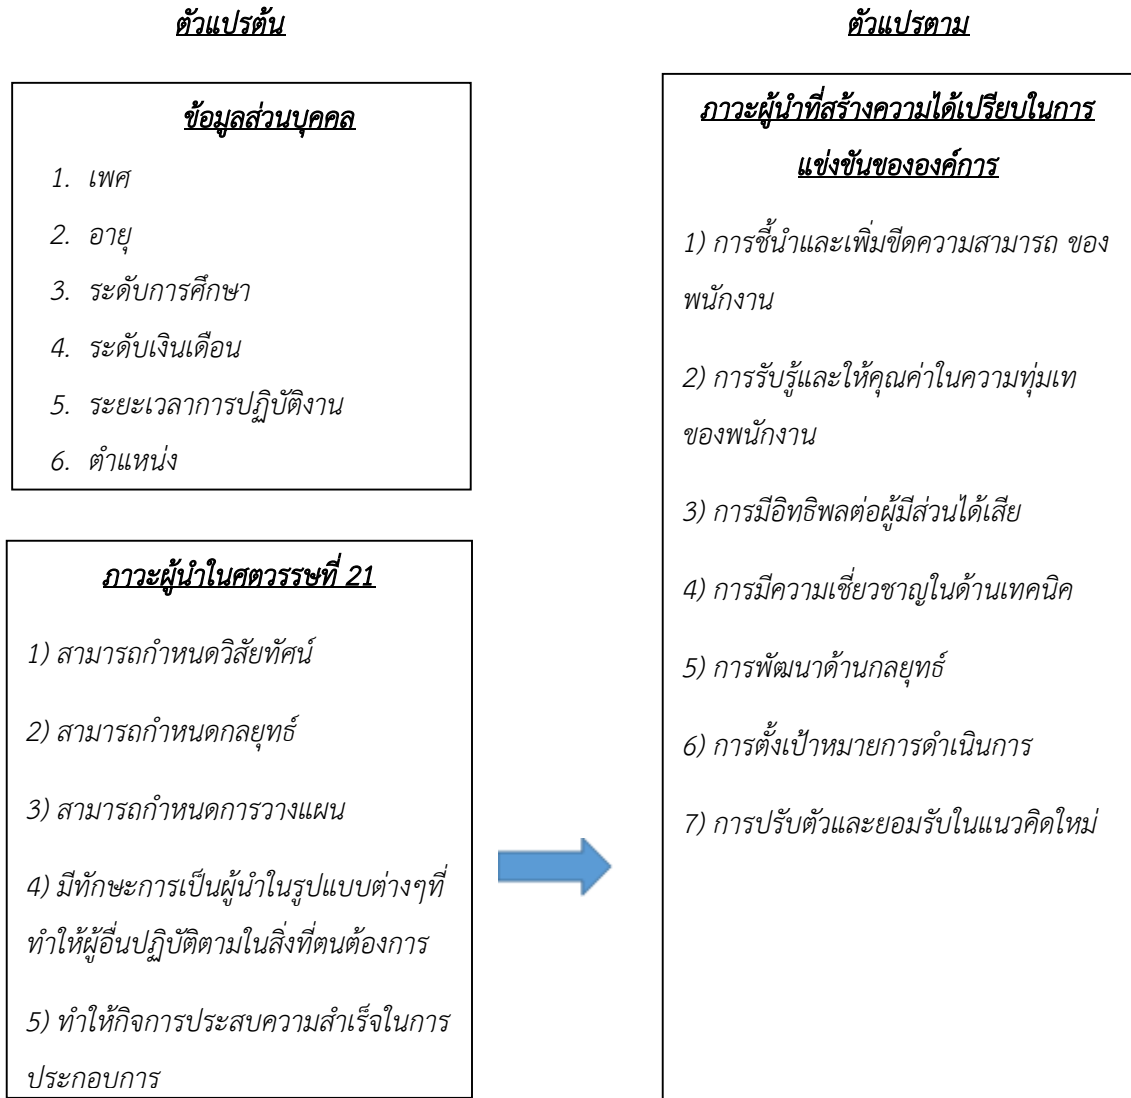 ตัวแปรต้น
ข้อมูลส่วนบุคคล
1. เพศ
2. อายุ
3. ระดับการศึกษา
4. ระดับเงินเดือน
5. ระยะเวลาการปฏิบัติงาน
6. ตำแหน่ง
ภาวะผู้นำในศตวรรษที่ 21
1) สามารถกำหนดวิสัยทัศน์
2) สามารถกำหนดกลยุทธ์
3) สามารถกำหนดการวางแผน
4) มีทักษะการเป็นผู้นำในรูปแบบต่างๆที่
ทำให้ผู้อื่นปฏิบัติตามในสิ่งที่ตนต้องการ
5) ทำให้กิจการประสบความสำเร็จในการ
ประกอบการ
ตัวแปรตาม
ภาวะผู้นำที่สร้างความได้เปรียบในการ
แข่งขันขององค์การ
1) การชี้นำและเพิ่มขีดความสามารถ ของ
พนักงาน
2) การรับรู้และให้คุณค่าในความทุ่มเท
ของพนักงาน
3) การมีอิทธิพลต่อผู้มีส่วนได้เสีย
4) การมีความเชี่ยวชาญในด้านเทคนิค
5) การพัฒนาด้านกลยุทธ์
6) การตั้งเป้าหมายการดำเนินการ
7) การปรับตัวและยอมรับในแนวคิดใหม่